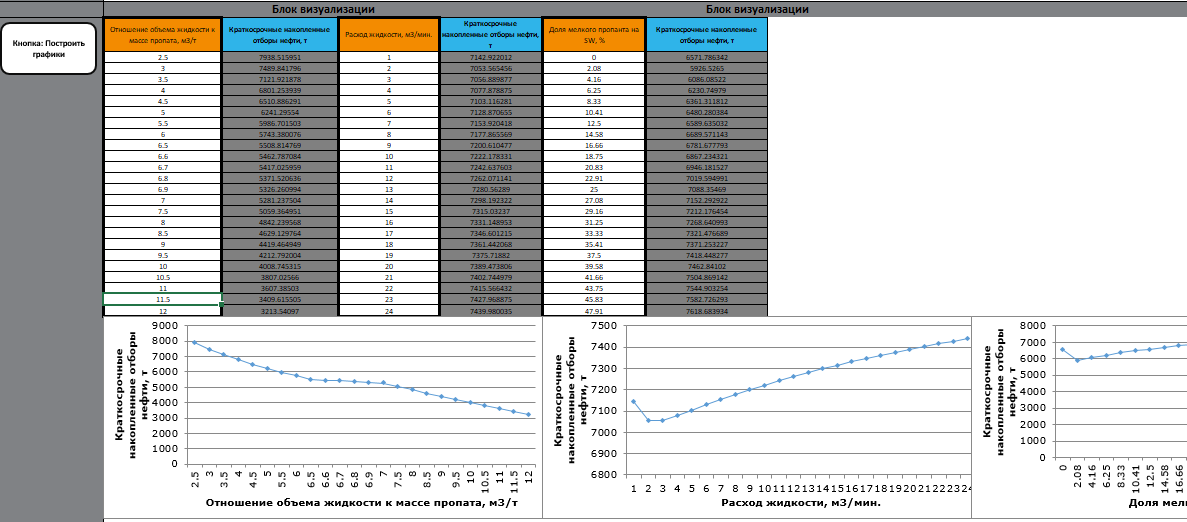 Блок визуализации Блок визуализации
Кнопка: Построить графики
Отношение объема жидкости к массе пропата, м3/т Краткосрочные накопленные отборы нефти, т Расход жидкости, м3/мин. Краткосрочные накопленные отборы нефти, т Доля мелкого пропанта на SW, % Краткосрочные накопленные отборы нефти, т
2.5 7938.515951 1 7142.922012 0 6571.786342
3 7489.841796 2 7053.565456 2.08 5926.5265
3.5 7121.921878 3 7056.889877 4.16 6086.08522
4 6801.253939 4 7077.878875 6.25 6230.74979
4.5 6510.886291 5 7103.116281 8.33 6361.311812
5 6241.29554 6 7128.870655 10.41 6480.280384
5.5 5986.701503 7 7153.920418 12.5 6589.635032
6 5743.380076 8 7177.865569 14.58 6689.571143
6.5 5508.814769 9 7200.610477 16.66 6781.677793
6.6 5462.787084 10 7222.178331 18.75 6867.234321
6.7 5417.025959 11 7242.637603 20.83 6946.181527
6.8 5371.520636 12 7262.071141 22.91 7019.594991
6.9 5326.260994 13 7280.56289 25 7088.35469
7 5281.237504 14 7298.192322 27.08 7152.292922
7.5 5059.364951 15 7315.03237 29.16 7212.176454
8 4842.239568 16 7331.148953 31.25 7268.640993
8.5 4629.129764 17 7346.601215 33.33 7321.476689
9 4419.464949 18 7361.442068 35.41 7371.253227
9.5 4212.792004 19 7375.71882 37.5 7418.448277
10 4008.745315 20 7389.473806 39.58 7462.84102
10.5 3807.02566 21 7402.744979 41.66 7504.869142
11 3607.38503 22 7415.566432 43.75 7544.903254
11.5 3409.615505 23 7427.968875 45.83 7582.726293
12 3213.54097 24 7439.980035 47.91 7618.683934
Краткосрочные
накопленные отборы
нефти, т
9000
8000
7000
6000
5000
4000
3000
2000
1000
0
2.5 3 3.5 4 4.5 5 5.5 6 6.5 6.6 6.7 6.8 6.9 7 7.5 8 8.5 9 9.5 10 10.5 11 11.5 12
Отношение объема жидкости к массе пропата, м3/т
Краткосрочные
накопленные отборы
нефти, т
7500
7400
7300
7200
7100
7000
6900
6800
1 2 3 4 5 6 7 8 9 10 11 12 13 14 15 16 17 18 19 20 21 22 23 24
Расход жидкости, м3/мин.
Краткосрочные
накопленные отборы
нефти, т
8000
7000
6000
5000
4000
3000
2000
1000
0
0 2.08 4.16 6.25 8.33 10.41 12.5 14.58 16.66
Доля мел